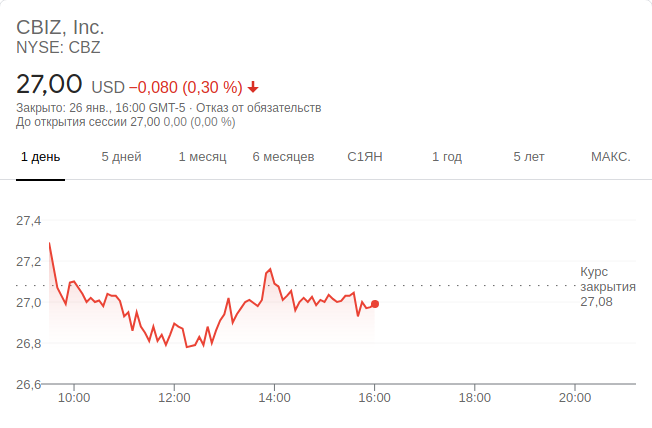 CBIZ, Inc.
NYSE: CBZ
27,00 USD −0,080 (0,30 %)
Закрыто: 26 янв., 16:00 GMT-5 · Отказ от обязательств
До открытия сессии 27,00 0,00 (0,00 %)
1 день 5 дней 1 месяц 6 месяцев С1ЯН 1 год 5 лет МАКС.
27,4
27,2
Курс
закрытия
27,08
27,0
26,8
26,6
10:00 12:00 14:00 16:00 18:00 20:00